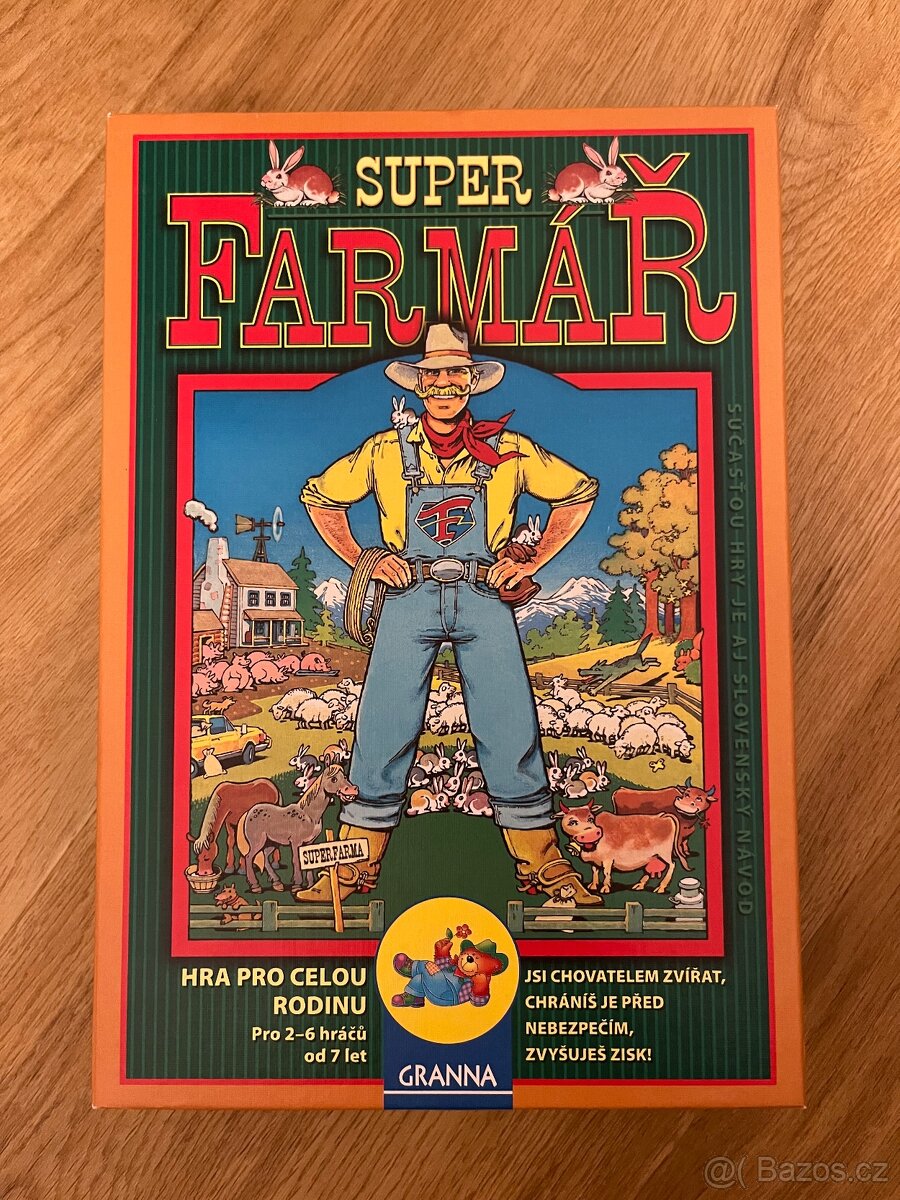 SUPER
FARMÁŘ
SÚČASŤOU HRY JE AJ SLOVENSKÝ NÁVOD
SUPERFARMA
HRA PRO CELOU
RODINU
Pro 2–6 hráčů
od 7 let
JSI CHOVATELEM ZVÍŘAT,
CHRÁNÍŠ JE PŘED
NEBEZPEČÍM,
ZVYŠUJEŠ ZISK!
GRANNA
@( Bazos.cz